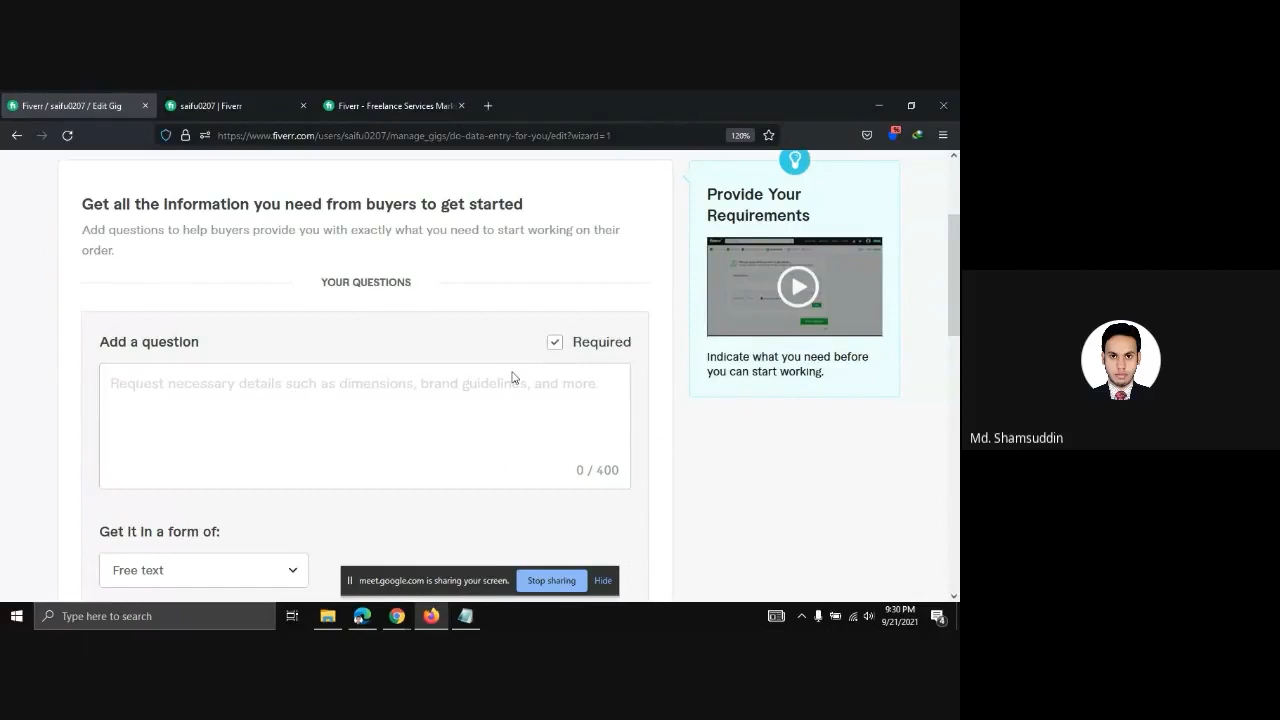 Fiverr / saifu0207 / Edit Gig
saifu0207 | Fiverr
Fiverr - Freelance Services Mark
https://www.fiverr.com/users/saifu0207/manage_gigs/do-data-entry-for-you/edit?wizard=1
120%
Get all the information you need from buyers to get started
Add questions to help buyers provide you with exactly what you need to start working on their
order.
YOUR QUESTIONS
Add a question
Required
Request necessary details such as dimensions, brand guidelines, and more.
0 / 400
Get it in a form of:
Free text
Provide Your
Requirements
Indicate what you need before
you can start working.
meet.google.com is sharing your screen.
Stop sharing
Hide
Type here to search
9:30 PM
9/21/2021
4
Md. Shamsuddin